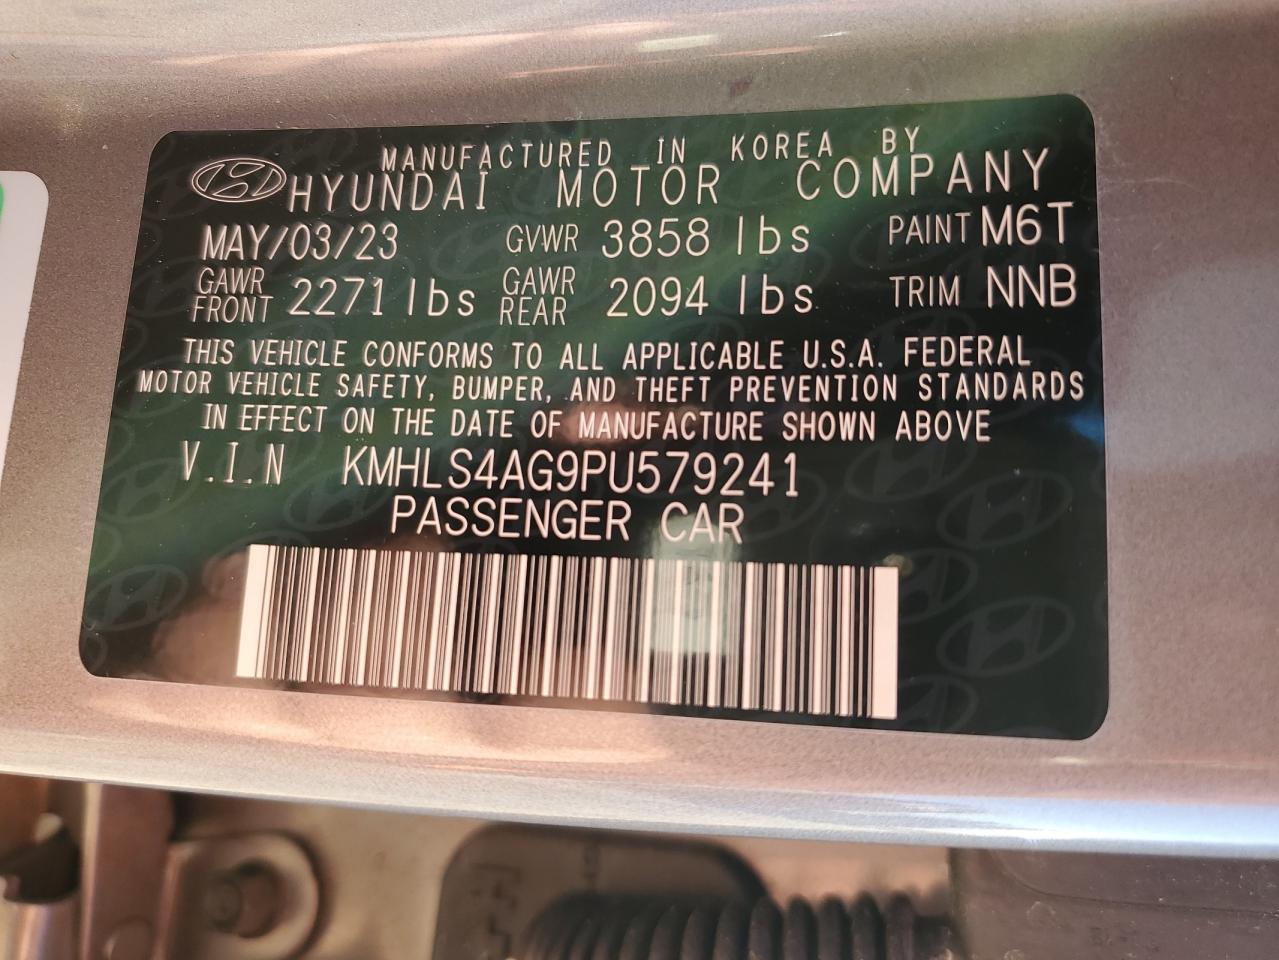 MANUFACTURED IN KOREA BY
HYUNDAI MOTOR COMPANY
MAY/03/23 GVWR 3858 lbs PAINT M6T
GAWR FRONT 2271 lbs GAWR REAR 2094 lbs TRIM NNB
THIS VEHICLE CONFORMS TO ALL APPLICABLE U.S.A. FEDERAL
MOTOR VEHICLE SAFETY, BUMPER, AND THEFT PREVENTION STANDARDS
IN EFFECT ON THE DATE OF MANUFACTURE SHOWN ABOVE
V.I.N KMHLS4AG9PU579241
PASSENGER CAR